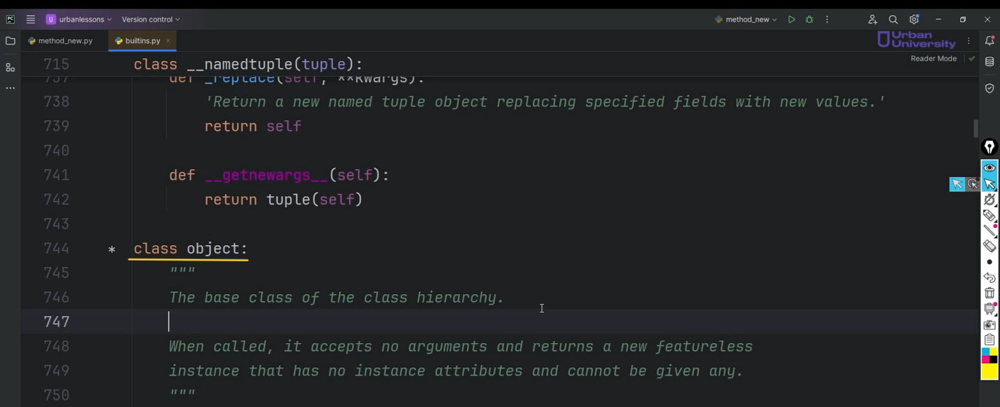 PC U urbanlessons Version control method_new
method_new.py builtins.py Urban University
715 class __namedtuple(tuple): Reader Mode
737 def _replace(self, **kwargs):
738 'Return a new named tuple object replacing specified fields with new values.'
739 return self
740
741 def __getnewargs__(self):
742 return tuple(self)
743
744 * class object:
745 """
746 The base class of the class hierarchy.
747
748 When called, it accepts no arguments and returns a new featureless
749 instance that has no instance attributes and cannot be given any.
750 """